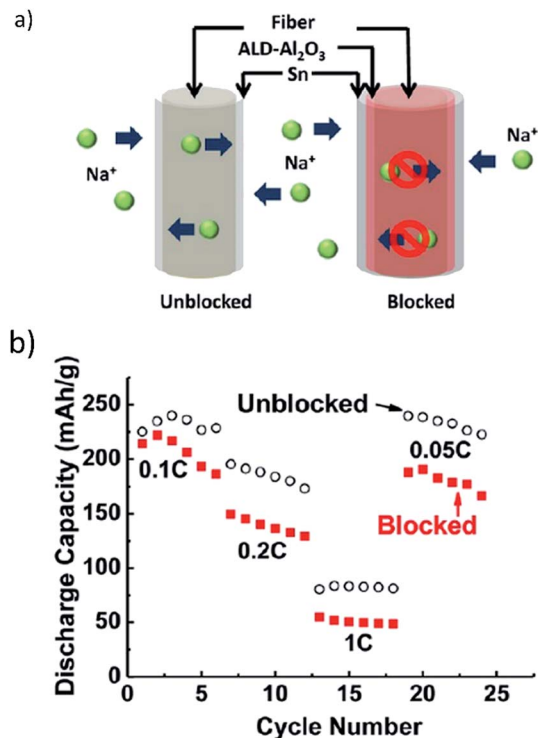 a)
Fiber
ALD-Al₂O₃
Sn
Na⁺
Na⁺
Na⁺
Unblocked
Blocked
b)
Discharge Capacity (mAh/g)
250
200
150
100
50
0
Unblocked
0.1C
0.05C
Blocked
0.2C
1C
0 5 10 15 20 25
Cycle Number